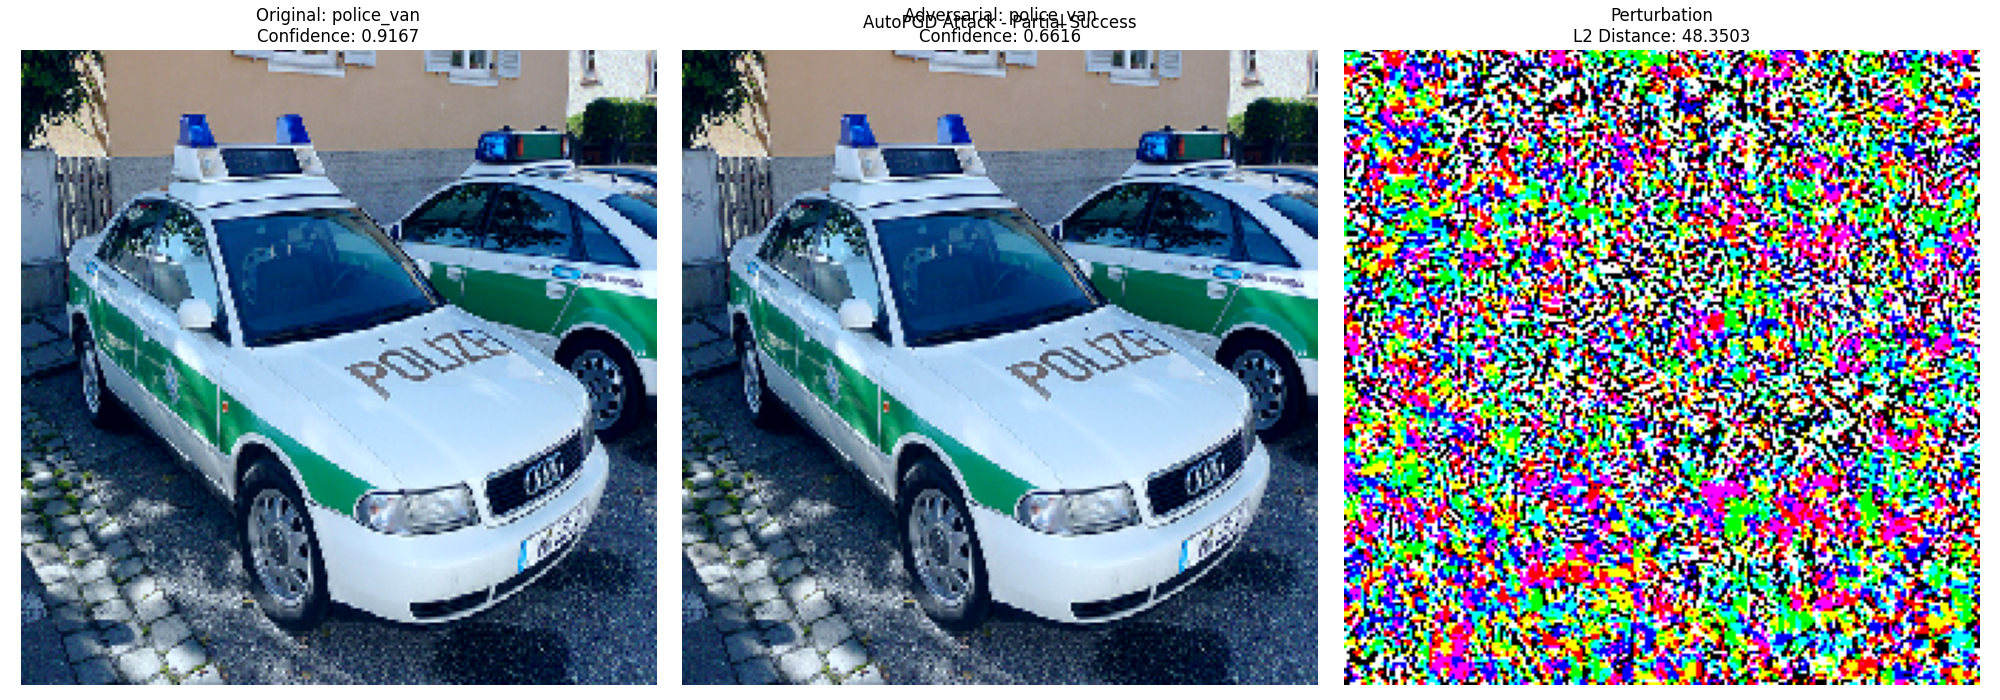 Original: police_van
Confidence: 0.9167
Adversarial: police_van
AutoPGD Attack - Partial Success
Confidence: 0.6616
Perturbation
L2 Distance: 48.3503
POLIZEI
POLIZEI